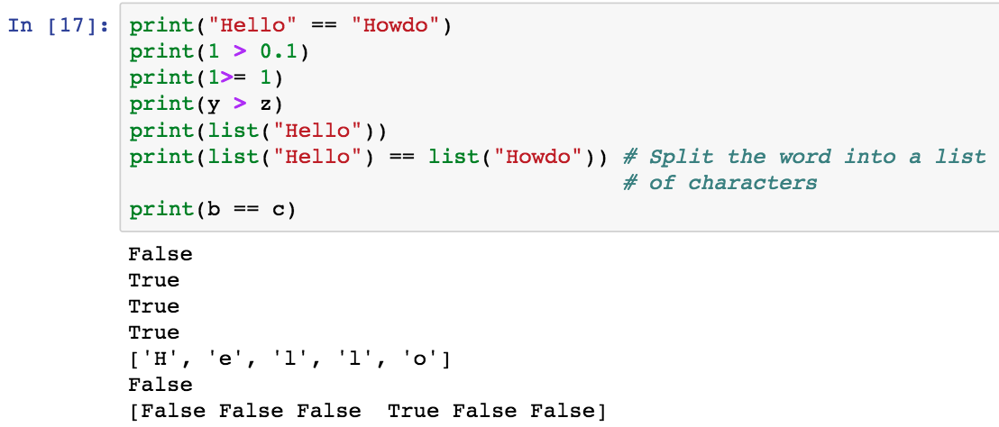 In [17]: print("Hello" == "Howdo")
print(1 > 0.1)
print(1>= 1)
print(y > z)
print(list("Hello"))
print(list("Hello") == list("Howdo")) # Split the word into a list
# of characters
print(b == c)
False
True
True
True
['H', 'e', 'l', 'l', 'o']
False
[False False False  True False False]